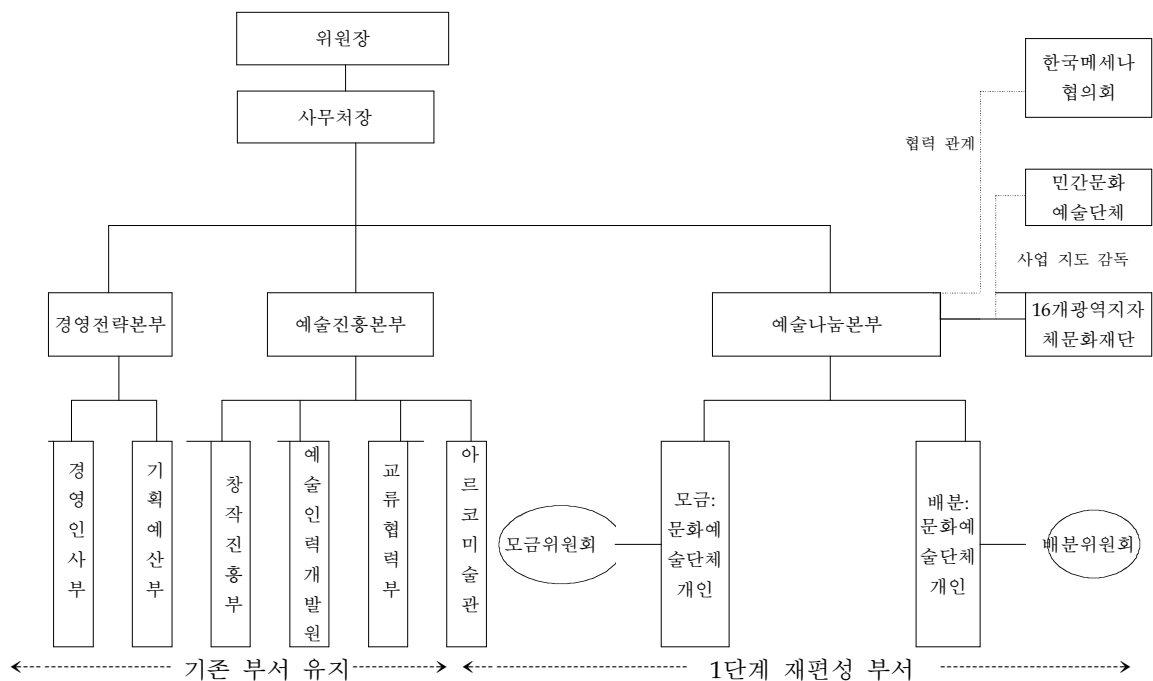 위원장
사무처장
한국메세나
협의회
협력 관계
민간문화
예술단체
사업 지도 감독
경영전략본부
예술진흥본부
예술나눔본부
16개광역지자
체문화재단
경영인사부
기획예산부
창작진흥부
예술인력개발원
교류협력부
아르코미술관
모금위원회
모금:
문화예
술단체
개인
배분:
문화예
술단체
개인
배분위원회
기존 부서 유지
1단계 재편성 부서